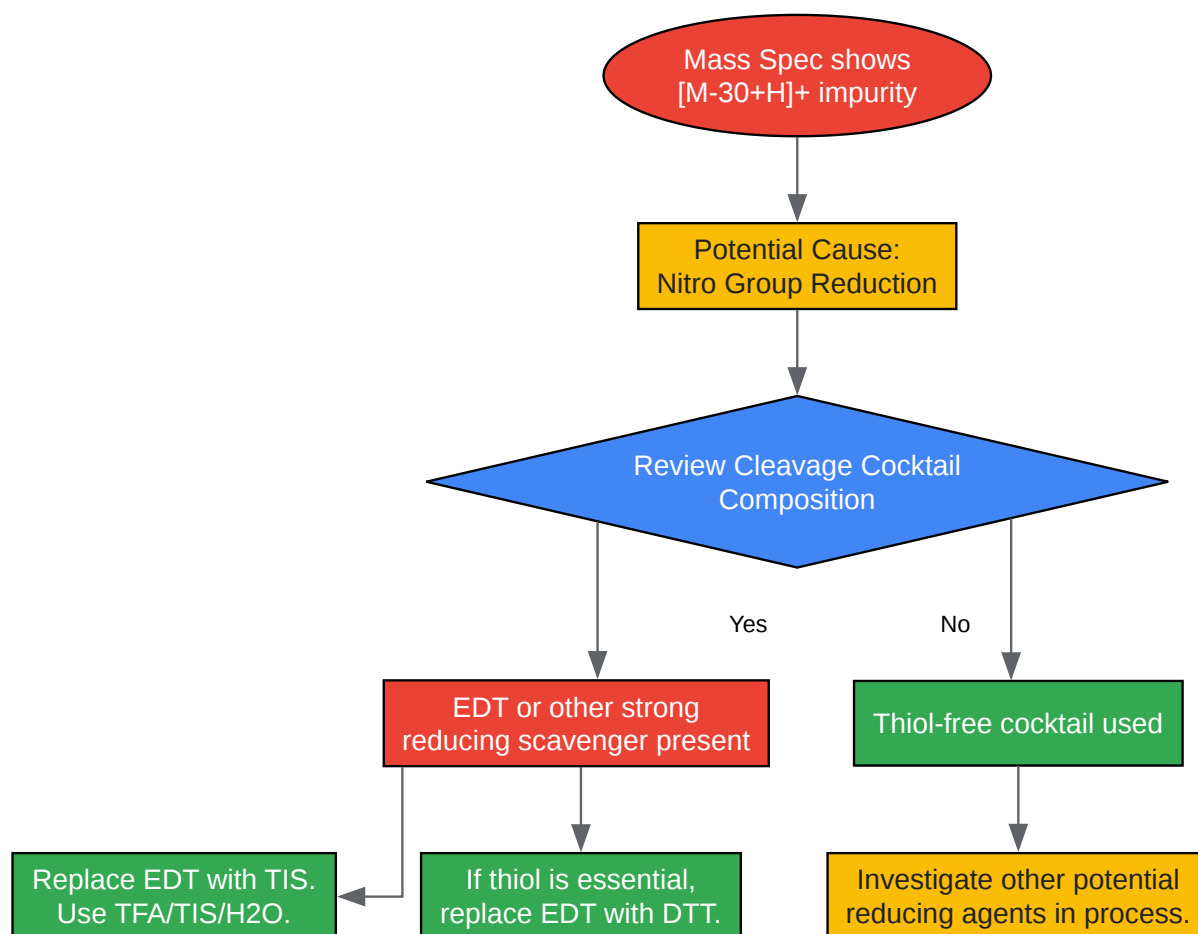 Mass Spec shows
[M-30+H]+ impurity
Potential Cause:
Nitro Group Reduction
Review Cleavage Cocktail
Composition
Yes
No
EDT or other strong
reducing scavenger present
Thiol-free cocktail used
Replace EDT with TIS.
Use TFA/TIS/H2O.
If thiol is essential,
replace EDT with DTT.
Investigate other potential
reducing agents in process.